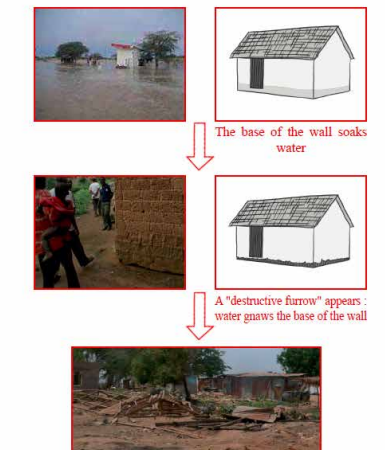 The base of the wall soaks
water
A "destructive furrow" appears :
water gnaws the base of the wall